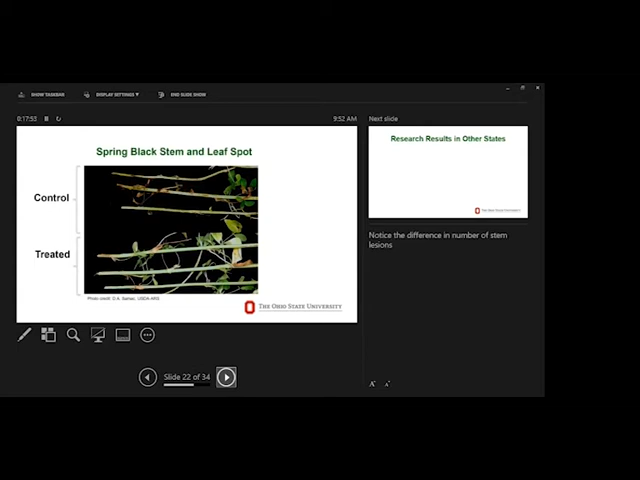 SHOW TASKBAR
DISPLAY SETTINGS ▾
END SLIDE SHOW
0:17:53
9:52 AM
Next slide
Spring Black Stem and Leaf Spot
Control
Treated
Photo credit: D.A. Samac, USDA-ARS
THE OHIO STATE UNIVERSITY
Research Results in Other States
THE OHIO STATE UNIVERSITY
Notice the difference in number of stem
lesions
Slide 22 of 34
A A